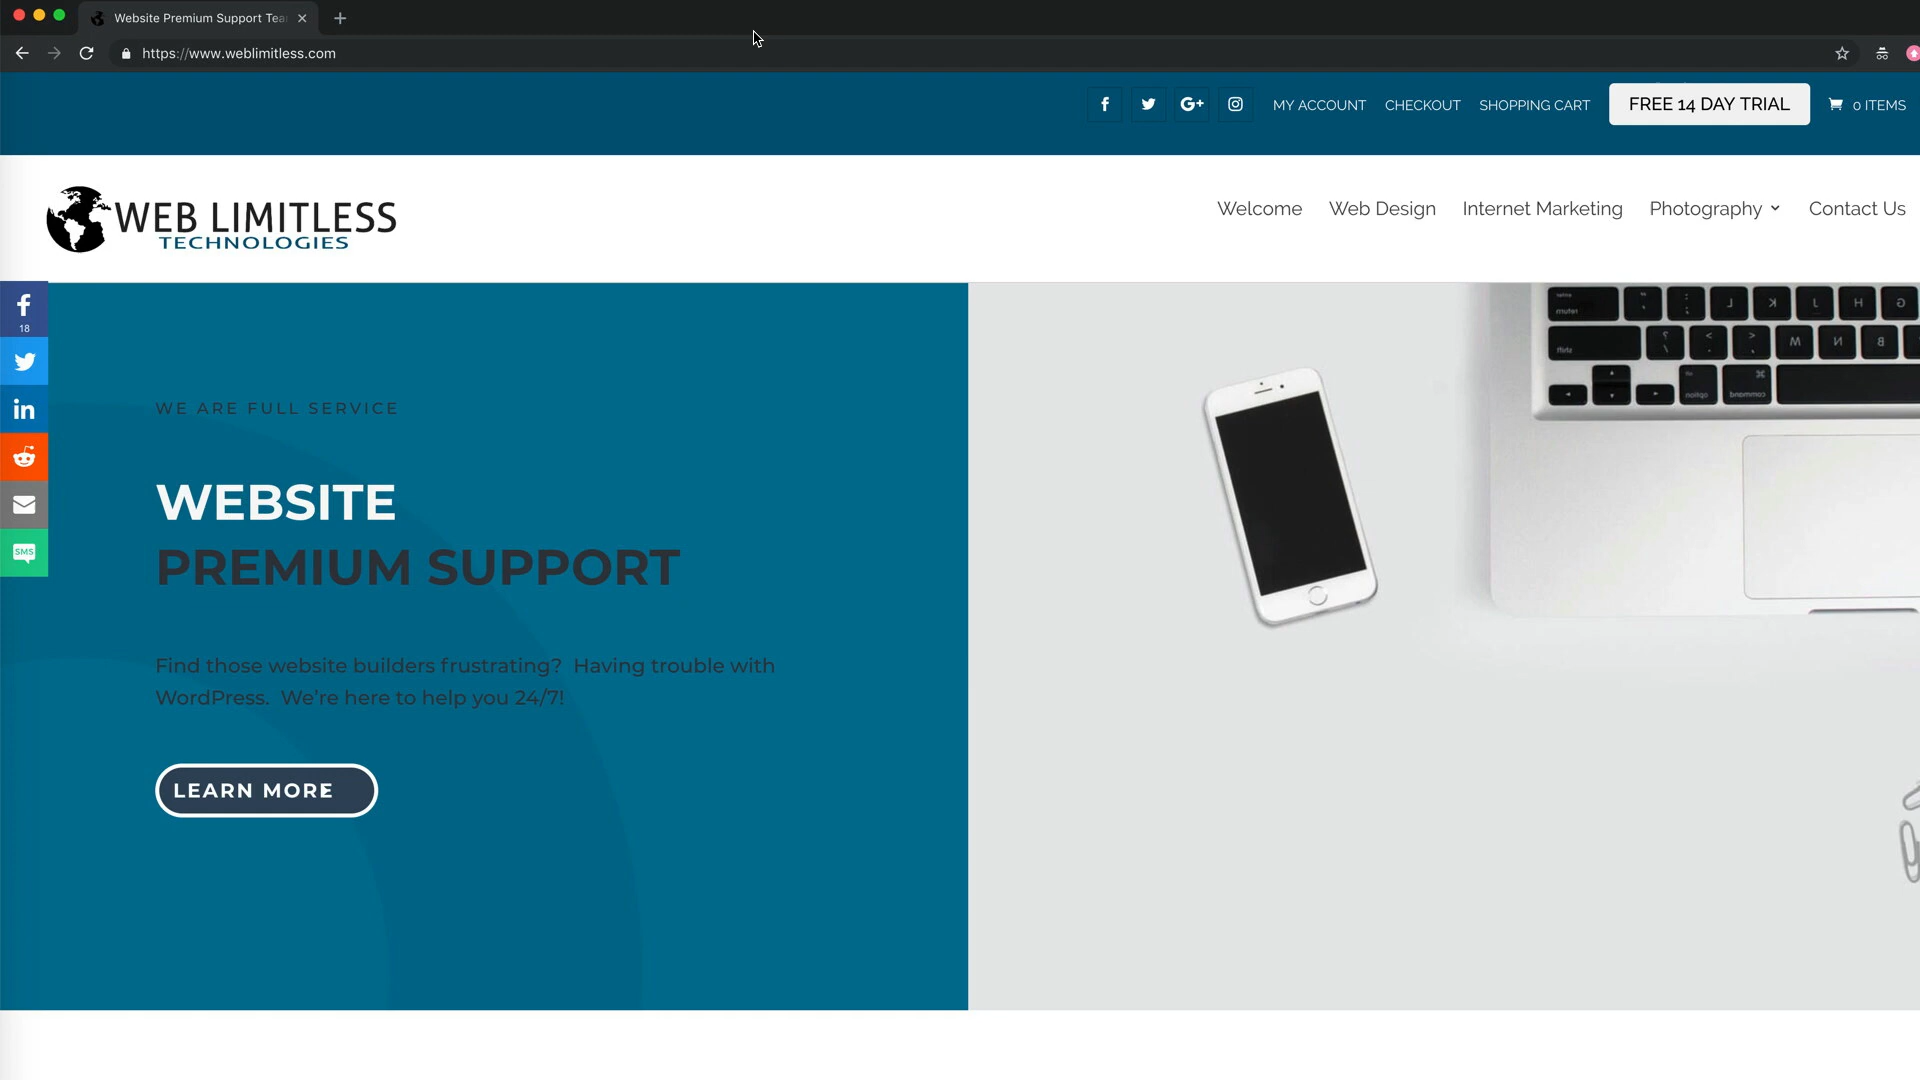 Website Premium Support Tea
https://www.weblimitless.com
MY ACCOUNT CHECKOUT SHOPPING CART FREE 14 DAY TRIAL 0 ITEMS
WEB LIMITLESS
TECHNOLOGIES
Welcome Web Design Internet Marketing Photography Contact Us
18
SMS
WE ARE FULL SERVICE
WEBSITE
PREMIUM SUPPORT
Find those website builders frustrating? Having trouble with
WordPress. We're here to help you 24/7!
LEARN MORE